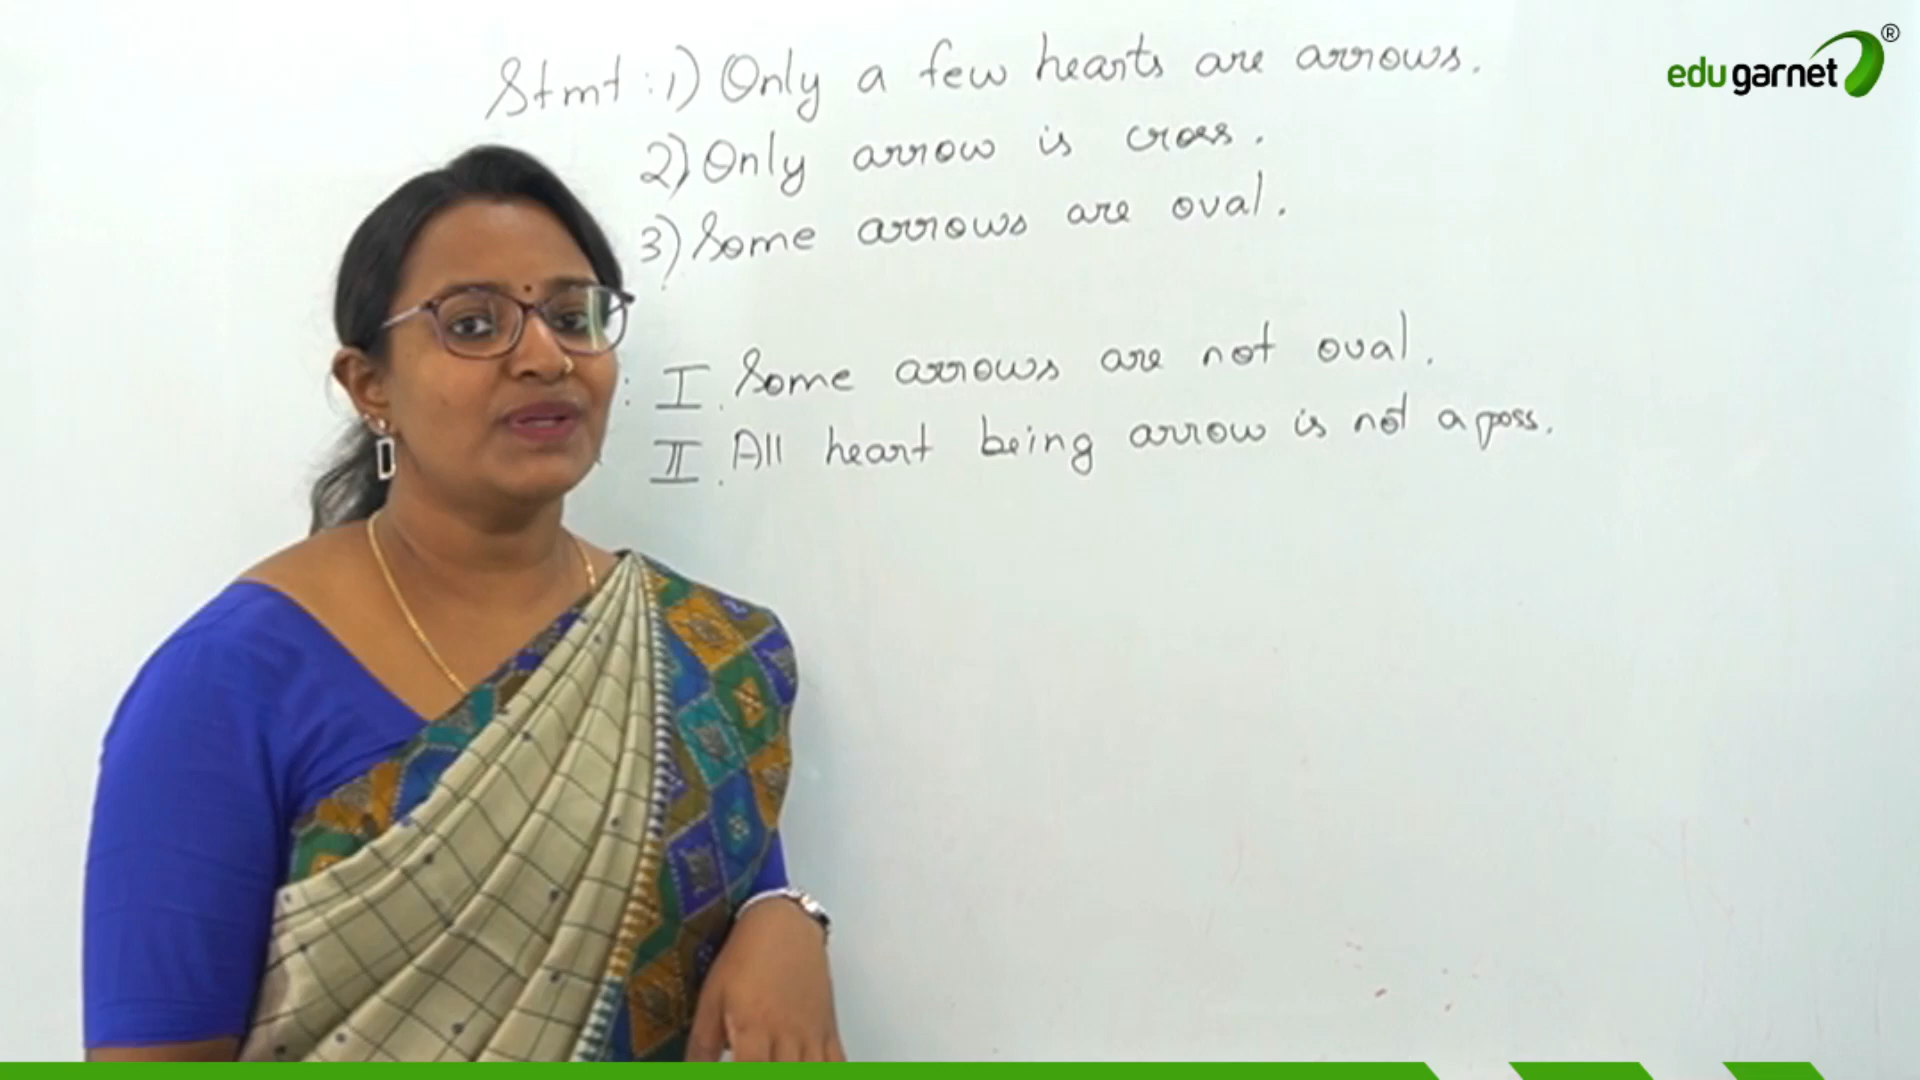 Stmt : 1) Only a few hearts are arrows.
2) Only arrow is cross.
3) Some arrows are oval.
: I. Some arrows are not oval.
II. All heart being arrow is not a poss.
edugarnet ®